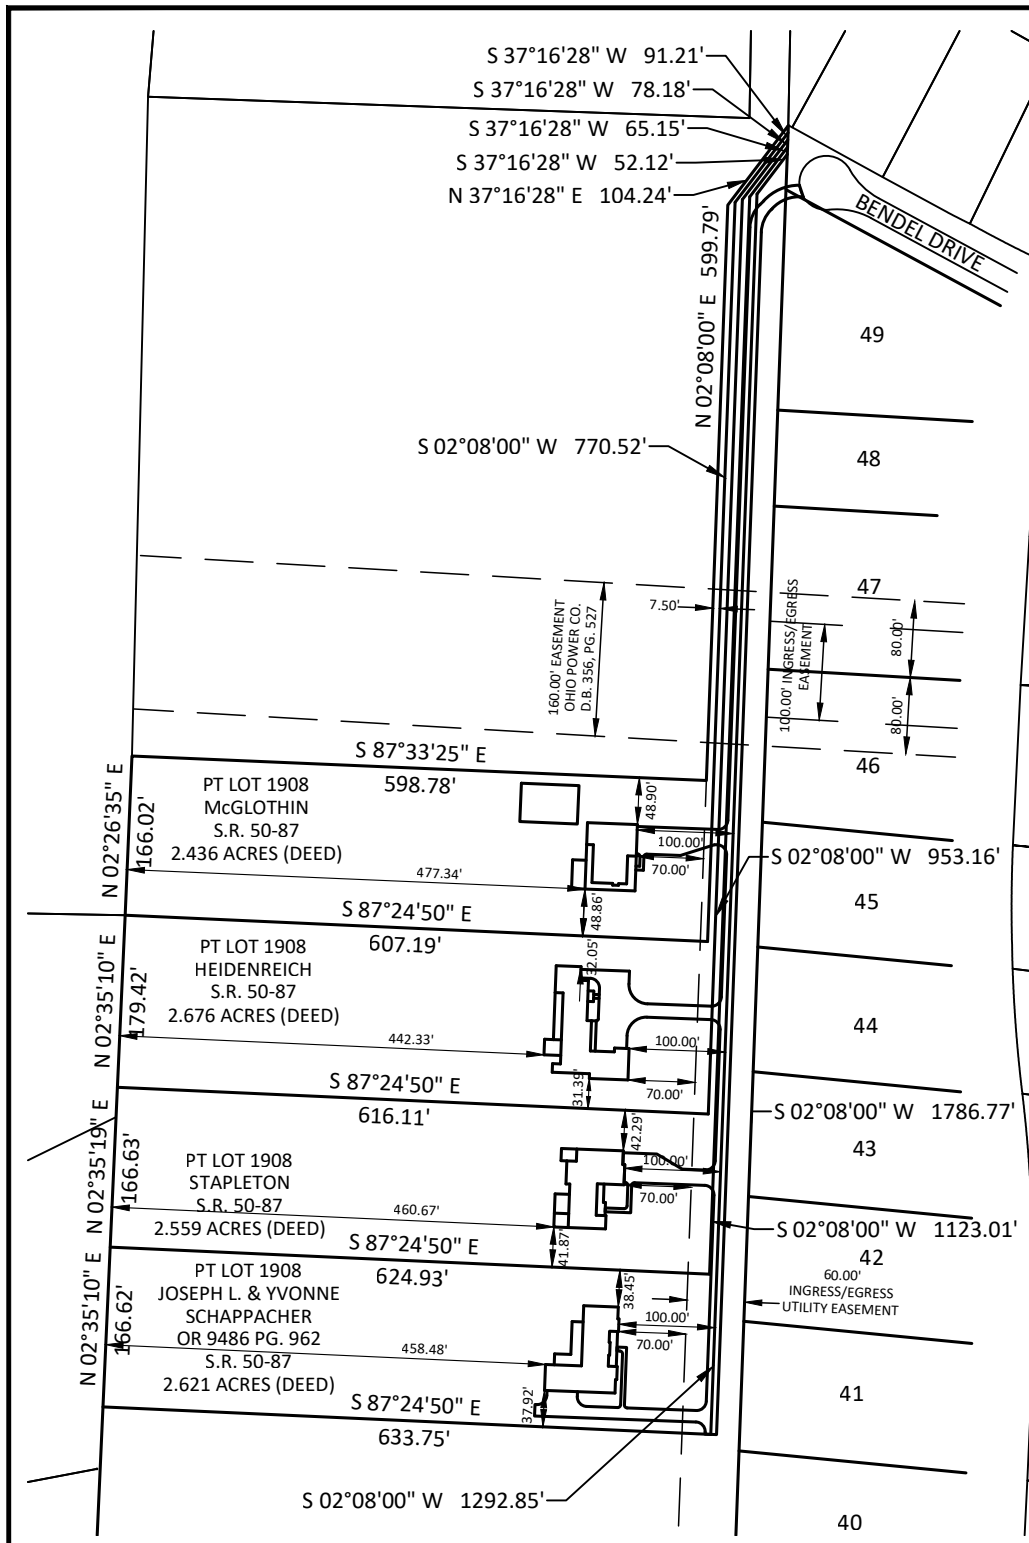 S 37°16'28" W 91.21'
S 37°16'28" W 78.18'
S 37°16'28" W 65.15'
S 37°16'28" W 52.12'
N 37°16'28" E 104.24'
BENDEL DRIVE
N 02°08'00" E 599.79'
49
S 02°08'00" W 770.52'
48
47
7.50'
160.00' EASEMENT
OHIO POWER CO.
D.B. 356, PG. 527
100.00' INGRESS/EGRESS
EASEMENT
80.00'
80.00'
46
S 87°33'25" E
598.78'
N 02°26'35" E
166.02'
PT LOT 1908
McGLOTHIN
S.R. 50-87
2.436 ACRES (DEED)
48.90'
100.00'
70.00'
477.34'
48.86'
S 02°08'00" W 953.16'
45
S 87°24'50" E
607.19'
N 02°35'10" E
179.42'
PT LOT 1908
HEIDENREICH
S.R. 50-87
2.676 ACRES (DEED)
32.05'
442.33'
100.00'
70.00'
31.39'
44
S 87°24'50" E
616.11'
S 02°08'00" W 1786.77'
43
N 02°35'19" E
166.63'
PT LOT 1908
STAPLETON
S.R. 50-87
2.559 ACRES (DEED)
42.29'
100.00'
70.00'
460.67'
41.87'
S 02°08'00" W 1123.01'
42
60.00'
INGRESS/EGRESS
UTILITY EASEMENT
S 87°24'50" E
624.93'
N 02°35'10" E
166.62'
PT LOT 1908
JOSEPH L. & YVONNE
SCHAPPACHER
OR 9486 PG. 962
S.R. 50-87
2.621 ACRES (DEED)
38.45'
100.00'
70.00'
458.48'
37.92'
41
S 87°24'50" E
633.75'
S 02°08'00" W 1292.85'
40